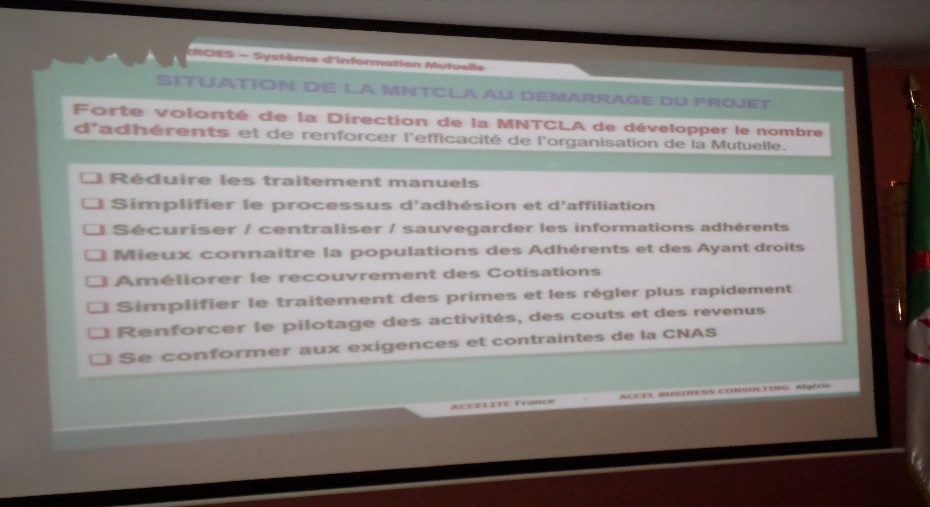 RROES – Système d'information Mutuelle
SITUATION DE LA MNTCLA AU DEMARRAGE DU PROJET
Forte volonté de la Direction de la MNTCLA de développer le nombre
d'adhérents et de renforcer l'efficacité de l'organisation de la Mutuelle.
Réduire les traitement manuels
Simplifier le processus d'adhésion et d'affiliation
Sécuriser / centraliser / sauvegarder les informations adhérents
Mieux connaitre la populations des Adhérents et des Ayant droits
Améliorer le recouvrement des Cotisations
Simplifier le traitement des primes et les régler plus rapidement
Renforcer le pilotage des activités, des couts et des revenus
Se conformer aux exigences et contraintes de la CNAS
ACCELITE France - ACCEL BUSINESS CONSULTING Algérie